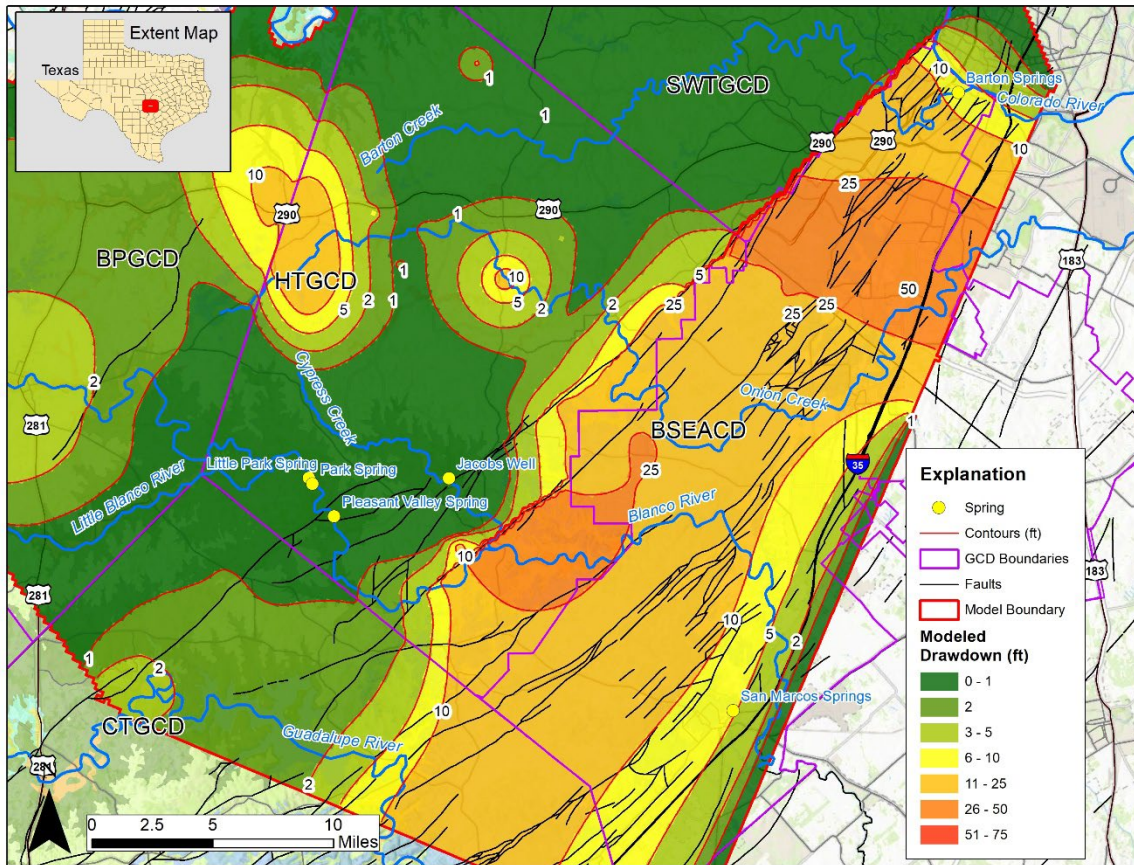 Extent Map
Texas
1
1
SWTGCD
Barton Creek
10
Barton Springs
Colorado River
10
290
290
10
290
25
1
290
BPGCD
HTGCD
1
5
2
1
10
5
2
2
5
25
25
25
50
183
2
281
Cypress Creek
Onion Creek
BSEACD
1'
Little Park Spring
Park Spring
Jacobs Well
Pleasant Valley Spring
Little Blanco River
25
35
Blanco River
10
281
1
2
10
10
5
2
San Marcos Springs
183
CTGCD
Guadalupe River
281
2
0 2.5 5 10
Miles
Explanation
Spring
Contours (ft)
GCD Boundaries
Faults
Model Boundary
Modeled
Drawdown (ft)
0 - 1
2
3 - 5
6 - 10
11 - 25
26 - 50
51 - 75